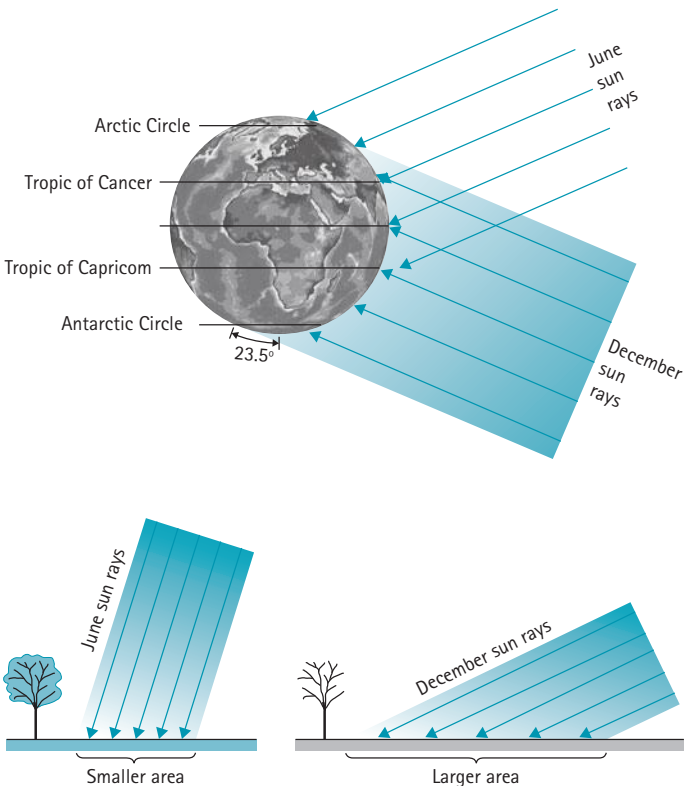 June
sun
rays
Arctic Circle
Tropic of Cancer
Tropic of Capricom
Antarctic Circle
23.5°
December
sun
rays
June sun rays
December sun rays
Smaller area
Larger area